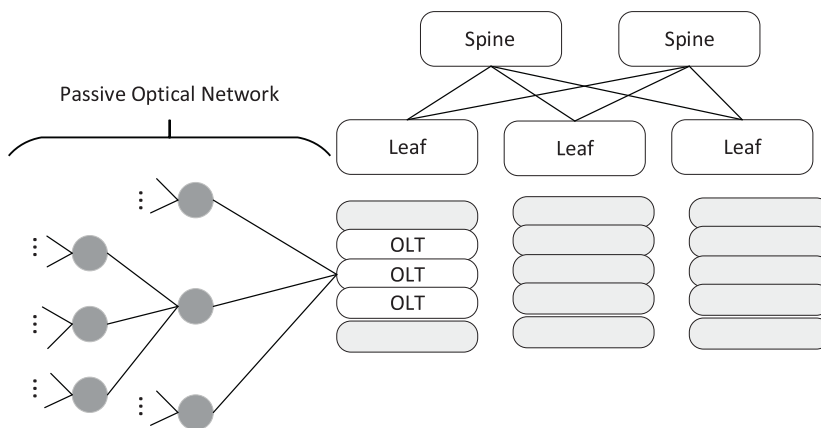 Spine
Spine
Passive Optical Network
Leaf
Leaf
Leaf
OLT
OLT
OLT